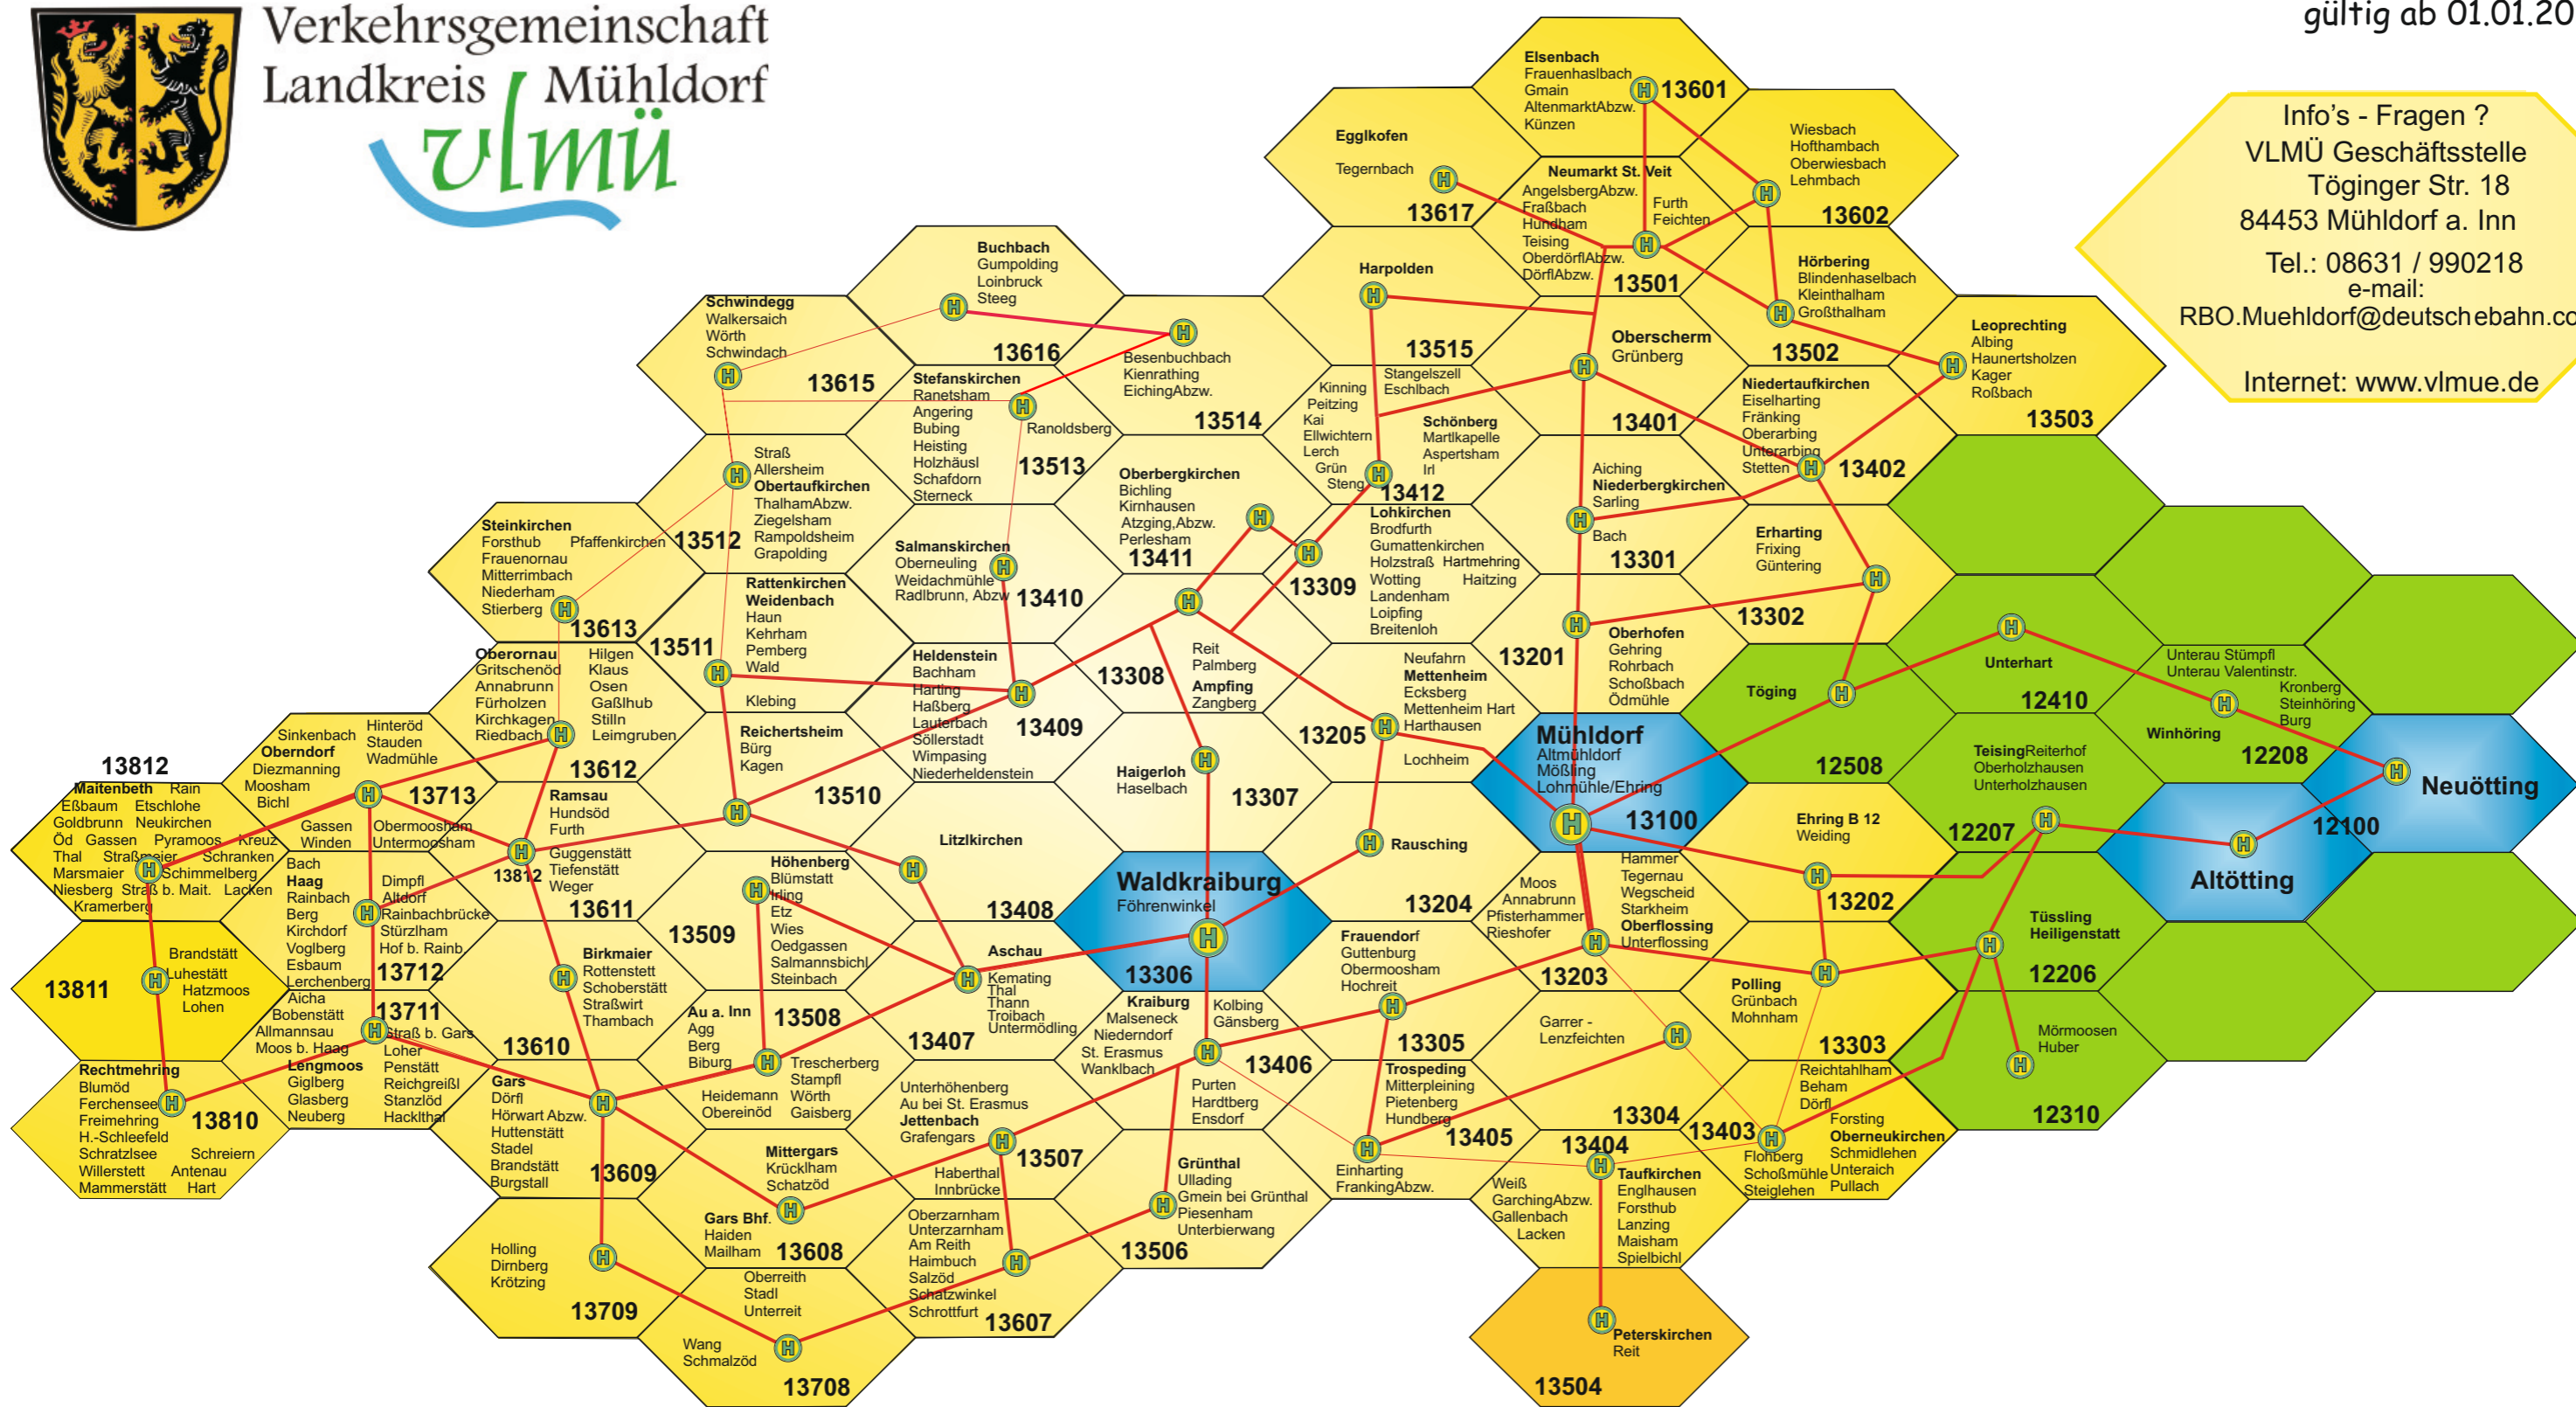 Verkehrsgemeinschaft
Landkreis Mühldorf
vlmü
gültig ab 01.01.20
Info's - Fragen ?
VLMÜ Geschäftsstelle
Töginger Str. 18
84453 Mühldorf a. Inn
Tel.: 08631 / 990218
e-mail:
RBO.Muehldorf@deutschebahn.co
Internet: www.vlmue.de
Elsenbach
Frauenhaslbach
Gmain
AltenmarktAbzw.
Künzen
13601
Egglkofen
Tegernbach
13617
Wiesbach
Hofthambach
Oberwiesbach
Lehmbach
13602
Neumarkt St. Veit
AngelsbergAbzw.
Fraßbach
Hundham
Teising
OberdörflAbzw.
DörflAbzw.
Furth
Feichten
13501
Buchbach
Gumpolding
Loinbruck
Steeg
13616
Harpolden
13515
Hörbering
Blindenhaselbach
Kleinthalham
Großthalham
13502
Schwindegg
Walkersaich
Wörth
Schwindach
13615
Besenbuchbach
Kienrathing
EichingAbzw.
13514
Oberscherm
Grünberg
13401
Leoprechting
Albing
Haunertsholzen
Kager
Roßbach
13503
Stefanskirchen
Ranetsham
Angering
Bubing
Heisting
Holzhäusl
Schafdorn
Sterneck
Ranoldsberg
13513
Stangelszell
Eschlbach
Kinning
Peitzing
Kai
Ellwichtern
Lerch
Grün
Steng
Schönberg
Martlkapelle
Aspertsham
Irl
13412
Niedertaufkirchen
Eiselharting
Fränking
Oberarbing
Unterarbing
Stetten
13402
Straß
Allersheim
Obertaufkirchen
ThalhamAbzw.
Ziegelsham
Rampoldsheim
Grapolding
13512
Oberbergkirchen
Bichling
Kirnhausen
Atzging,Abzw.
Perlesham
13411
Aiching
Niederbergkirchen
Sarling
Bach
13301
Steinkirchen
Forsthub Pfaffenkirchen
Frauenornau
Mitterrimbach
Niederham
Stierberg
13613
Salmanskirchen
Oberneuling
Weidachmühle
Radlbrunn, Abzw
13410
Lohkirchen
Brodfurth
Gumattenkirchen
Holzstraß Hartmehring
Wotting Haitzing
Landenham
Loipfing
Breitenloh
13309
Erharting
Frixing
Güntering
13302
Rattenkirchen
Weidenbach
Haun
Kehrham
Pemberg
Wald
Klebing
13511
Reit
Palmberg
Ampfing
Zangberg
13308
Oberhofen
Gehring
Rohrbach
Schoßbach
Ödmühle
13201
Oberornau
Gritschenöd
Annabrunn
Fürholzen
Kirchkagen
Riedbach
Hilgen
Klaus
Osen
Gaßlhub
Stilln
Leimgruben
13612
Heldenstein
Bachham
Harting
Haßberg
Lauterbach
Söllerstadt
Wimpasing
Niederheldenstein
13409
Neufahrn
Mettenheim
Ecksberg
Mettenheim Hart
Harthausen
Lochheim
13205
Töging
12508
Unterhart
12410
Unterau Stümpfl
Unterau Valentinstr.
Kronberg
Steinhöring
Burg
Winhöring
12208
Sinkenbach
Oberndorf
Diezmanning
Moosham
Bichl
Hinteröd
Stauden
Wadmühle
13713
Gassen
Winden
Obermoosham
Untermoosham
Reichertsheim
Bürg
Kagen
13510
Haigerloh
Haselbach
13307
Mühldorf
Altmühldorf
Mößling
Lohmühle/Ehring
13100
TeisingReiterhof
Oberholzhausen
Unterholzhausen
12207
Neuötting
12100
Altötting
13812
Maitenbeth Rain
Eßbaum Etschlohe
Goldbrunn Neukirchen
Öd Gassen Pyramoos Kreuz
Thal Straßmeier Schranken
Marsmaier Schimmelberg
Niesberg Straß b. Mait. Lacken
Kramerberg
Ramsau
Hundsöd
Furth
Guggenstätt
Tiefenstätt
Weger
13812
13611
Litzlkirchen
13408
Rausching
13204
Ehring B 12
Weiding
13202
Bach
Haag
Rainbach
Berg
Kirchdorf
Voglberg
Esbaum
Lerchenberg
Dimpfl
Altdorf
Rainbachbrücke
Stürzlham
Hof b. Rainb.
13712
Höhenberg
Blümstatt
Irling
Etz
Wies
Oedgassen
Salmannsbichl
Steinbach
13509
Waldkraiburg
Föhrenwinkel
13306
Moos
Annabrunn
Pfisterhammer
Rieshofer
Hammer
Tegernau
Wegscheid
Starkheim
Oberflossing
Unterflossing
13203
Tüssling
Heiligenstatt
12206
Brandstätt
Luhestätt
Hatzmoos
Lohen
13811
Birkmaier
Rottenstett
Schoberstätt
Straßwirt
Thambach
13610
Aschau
Kemating
Thal
Thann
Troibach
Untermödling
13407
Frauendorf
Guttenburg
Obermoosham
Hochreit
13305
Polling
Grünbach
Mohnham
13303
Aicha
Bobenstätt
Allmannsau
Moos b. Haag
Lengmoos
Giglberg
Glasberg
Neuberg
13711
Straß b. Gars
Loher
Penstätt
Reichgreißl
Stanzlöd
Hacklthal
Au a. Inn
Agg
Berg
Biburg
Heidemann
Obereinöd
Trescherberg
Stampfl
Wörth
Gaisberg
13508
Kraiburg
Malseneck
Niederndorf
St. Erasmus
Wanklbach
Kolbing
Gänsberg
Purten
Hardtberg
Ensdorf
13406
Garrer -
Lenzfeichten
13304
Mörmoosen
Huber
12310
Rechtmehring
Blumöd
Ferchensee
Freimehring
H.-Schleefeld
Schratzlsee Schreiern
Willerstett Antenau
Mammerstätt Hart
13810
Gars
Dörfl
Hörwart Abzw.
Huttenstätt
Stadel
Brandstätt
Burgstall
13609
Unterhöhenberg
Au bei St. Erasmus
Jettenbach
Grafengars
Haberthal
Innbrücke
13507
Trospeding
Mitterpleining
Pietenberg
Hundberg
Einharting
FrankingAbzw.
13405
Reichtahlham
Beham
Dörfl
Forsting
Oberneukirchen
Schmidlehen
Unteraich
Pullach
Flohberg
Schoßmühle
Steiglehen
13403
Mittergars
Krücklham
Schatzöd
Gars Bhf.
Haiden
Mailham
13608
Grünthal
Ullading
Gmein bei Grünthal
Piesenham
Unterbierwang
13506
13404
Taufkirchen
Englhausen
Forsthub
Lanzing
Maisham
Spielbichl
Weiß
GarchingAbzw.
Gallenbach
Lacken
Holling
Dirnberg
Krötzing
13709
Oberzarnham
Unterzarnham
Am Reith
Haimbuch
Salzöd
Schatzwinkel
Schrottfurt
13607
Oberreith
Stadl
Unterreit
Wang
Schmalzöd
13708
Peterskirchen
Reit
13504